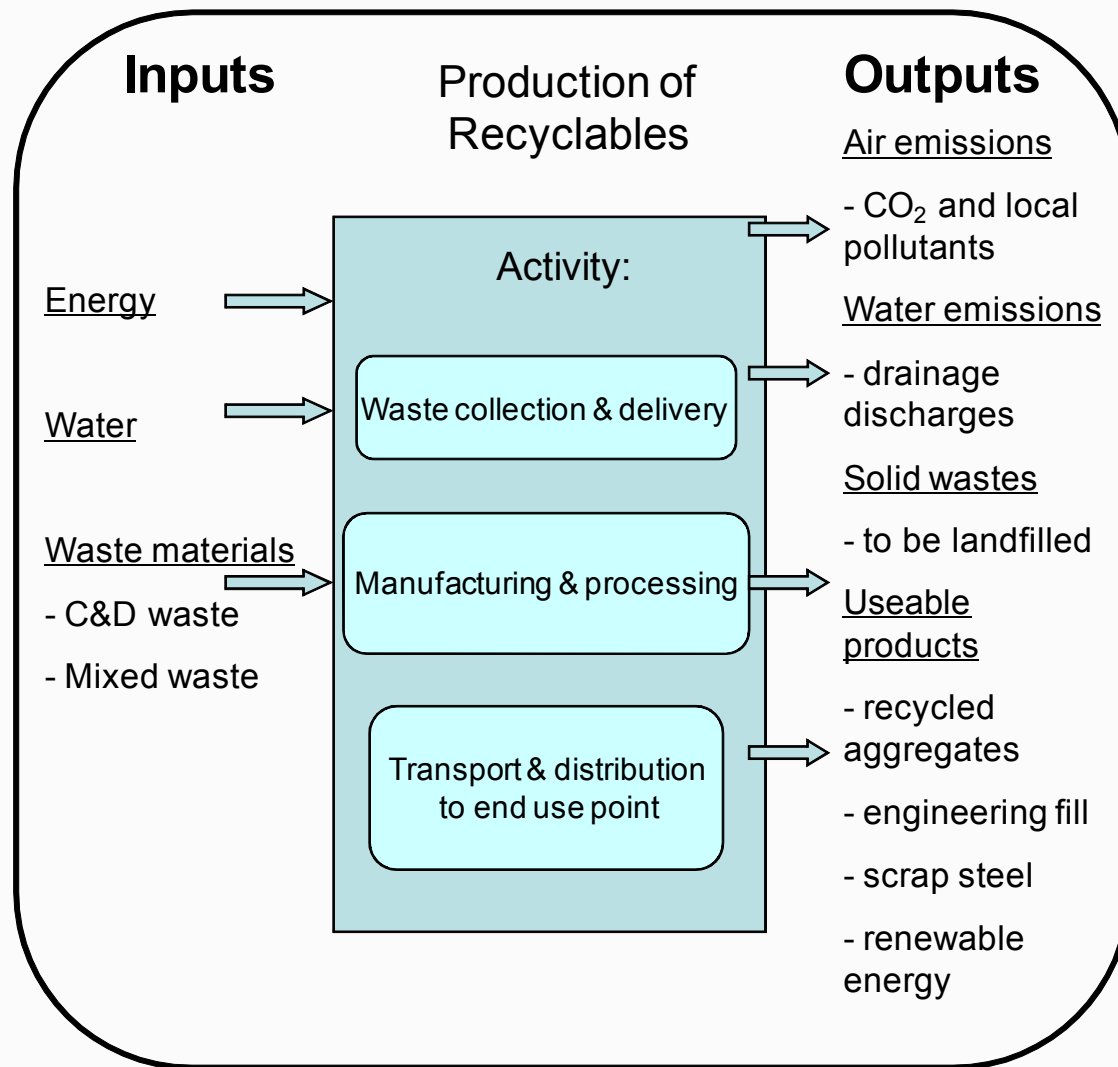 Inputs
Production of
Recyclables
Outputs
Energy
Water
Waste materials
- C&D waste
- Mixed waste
Activity:
Waste collection & delivery
Manufacturing & processing
Transport & distribution
to end use point
Air emissions
- CO₂ and local
pollutants
Water emissions
- drainage
discharges
Solid wastes
- to be landfilled
Useable
products
- recycled
aggregates
- engineering fill
- scrap steel
- renewable
energy